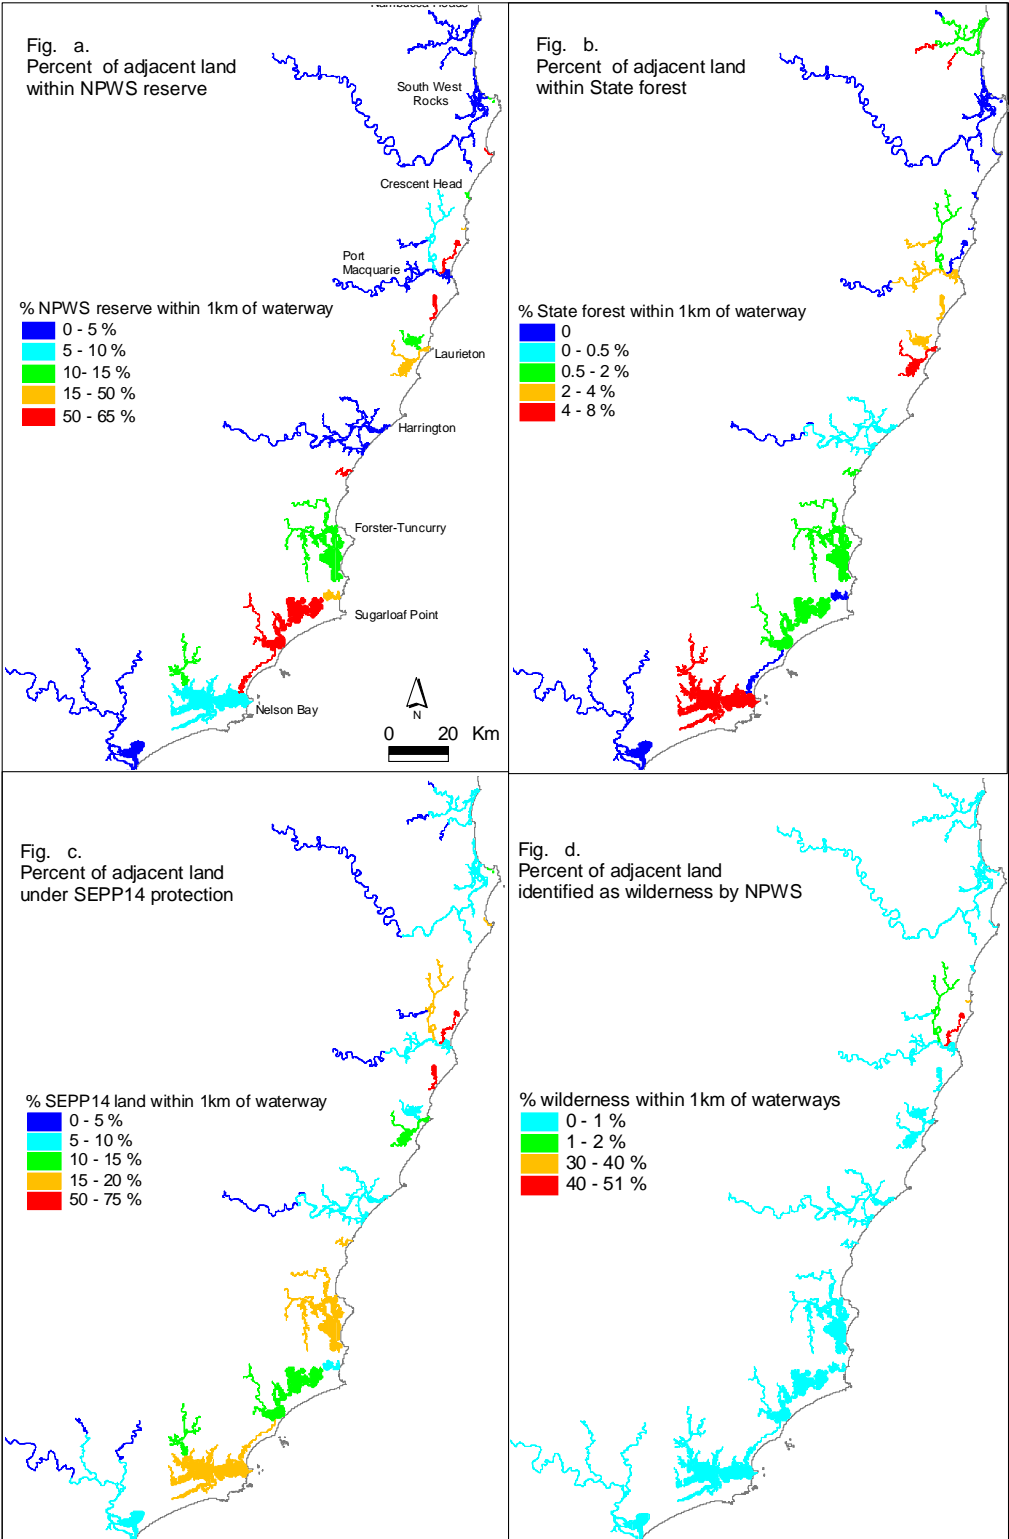 Fig. a.
Percent of adjacent land
within NPWS reserve
South West
Rocks
Crescent Head
Port
Macquarie
% NPWS reserve within 1km of waterway
0 - 5 %
5 - 10 %
10- 15 %
15 - 50 %
50 - 65 %
Laurieton
Harrington
Forster-Tuncurry
Sugarloaf Point
Nelson Bay
N
0 20 Km
Fig. b.
Percent of adjacent land
within State forest
% State forest within 1km of waterway
0
0 - 0.5 %
0.5 - 2 %
2 - 4 %
4 - 8 %
Fig. c.
Percent of adjacent land
under SEPP14 protection
% SEPP14 land within 1km of waterway
0 - 5 %
5 - 10 %
10 - 15 %
15 - 20 %
50 - 75 %
Fig. d.
Percent of adjacent land
identified as wilderness by NPWS
% wilderness within 1km of waterways
0 - 1 %
1 - 2 %
30 - 40 %
40 - 51 %